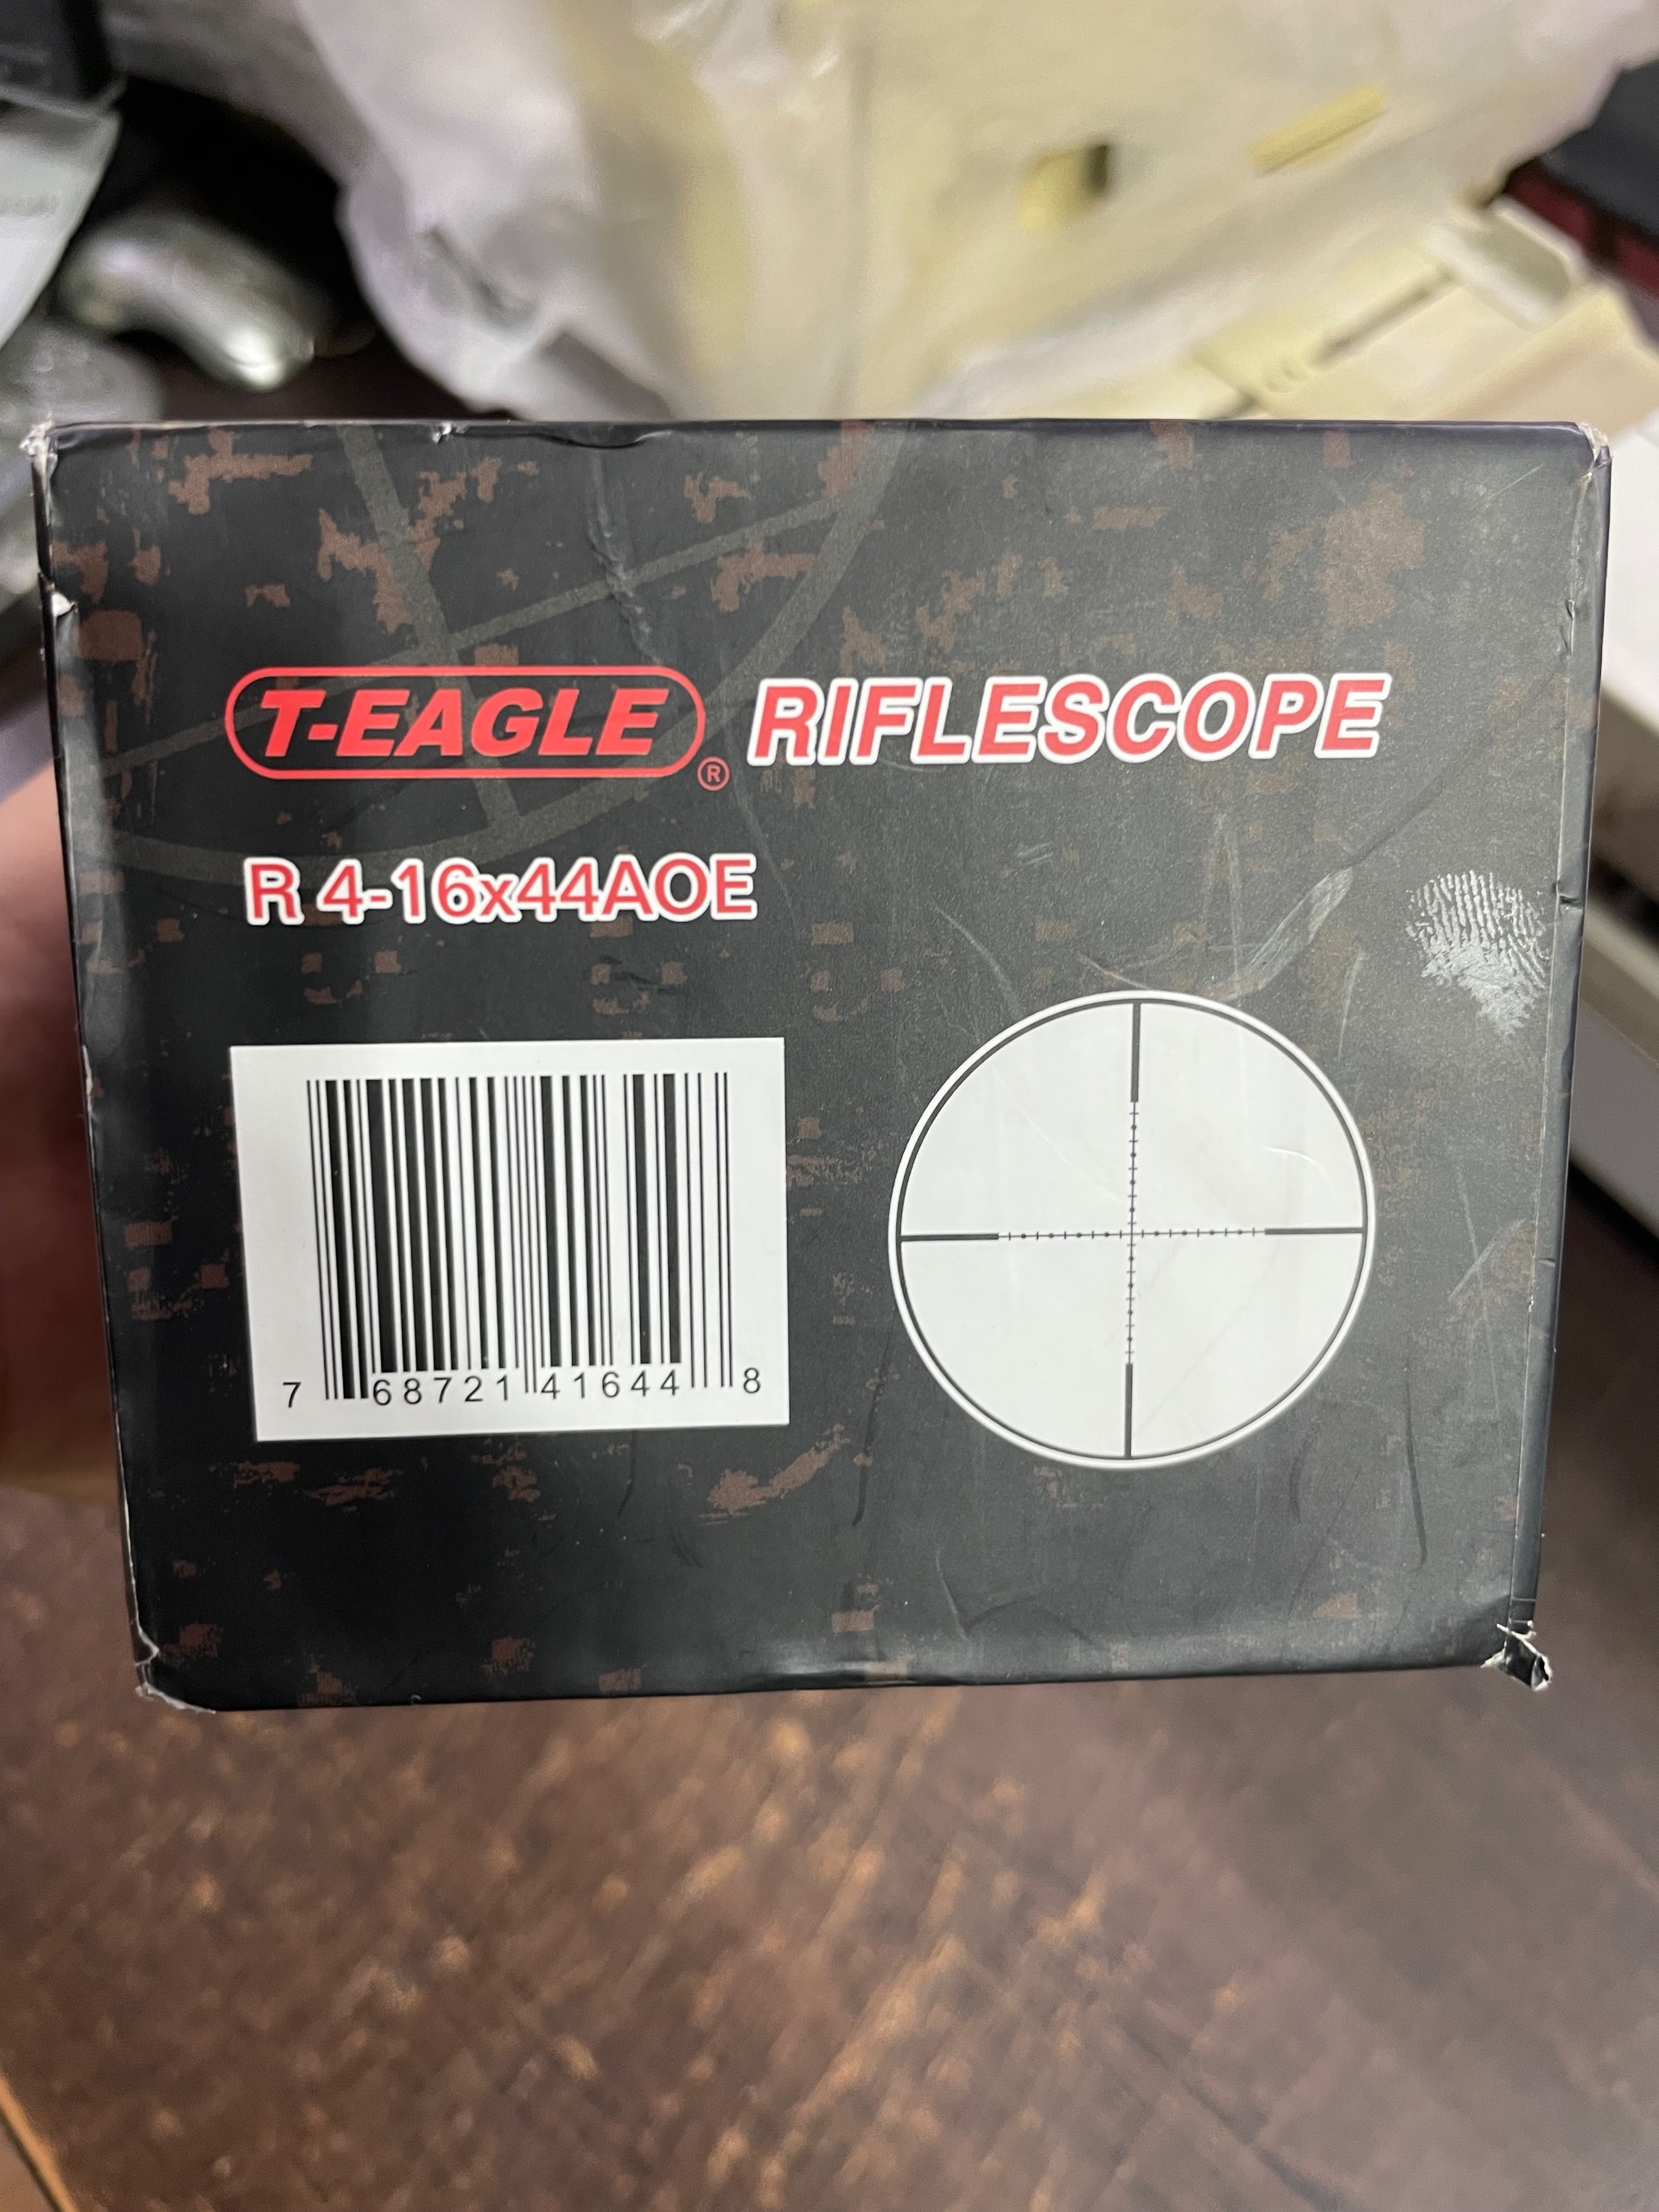 T-EAGLE® RIFLESCOPE
R 4-16x44AOE
7 68721 41644 8